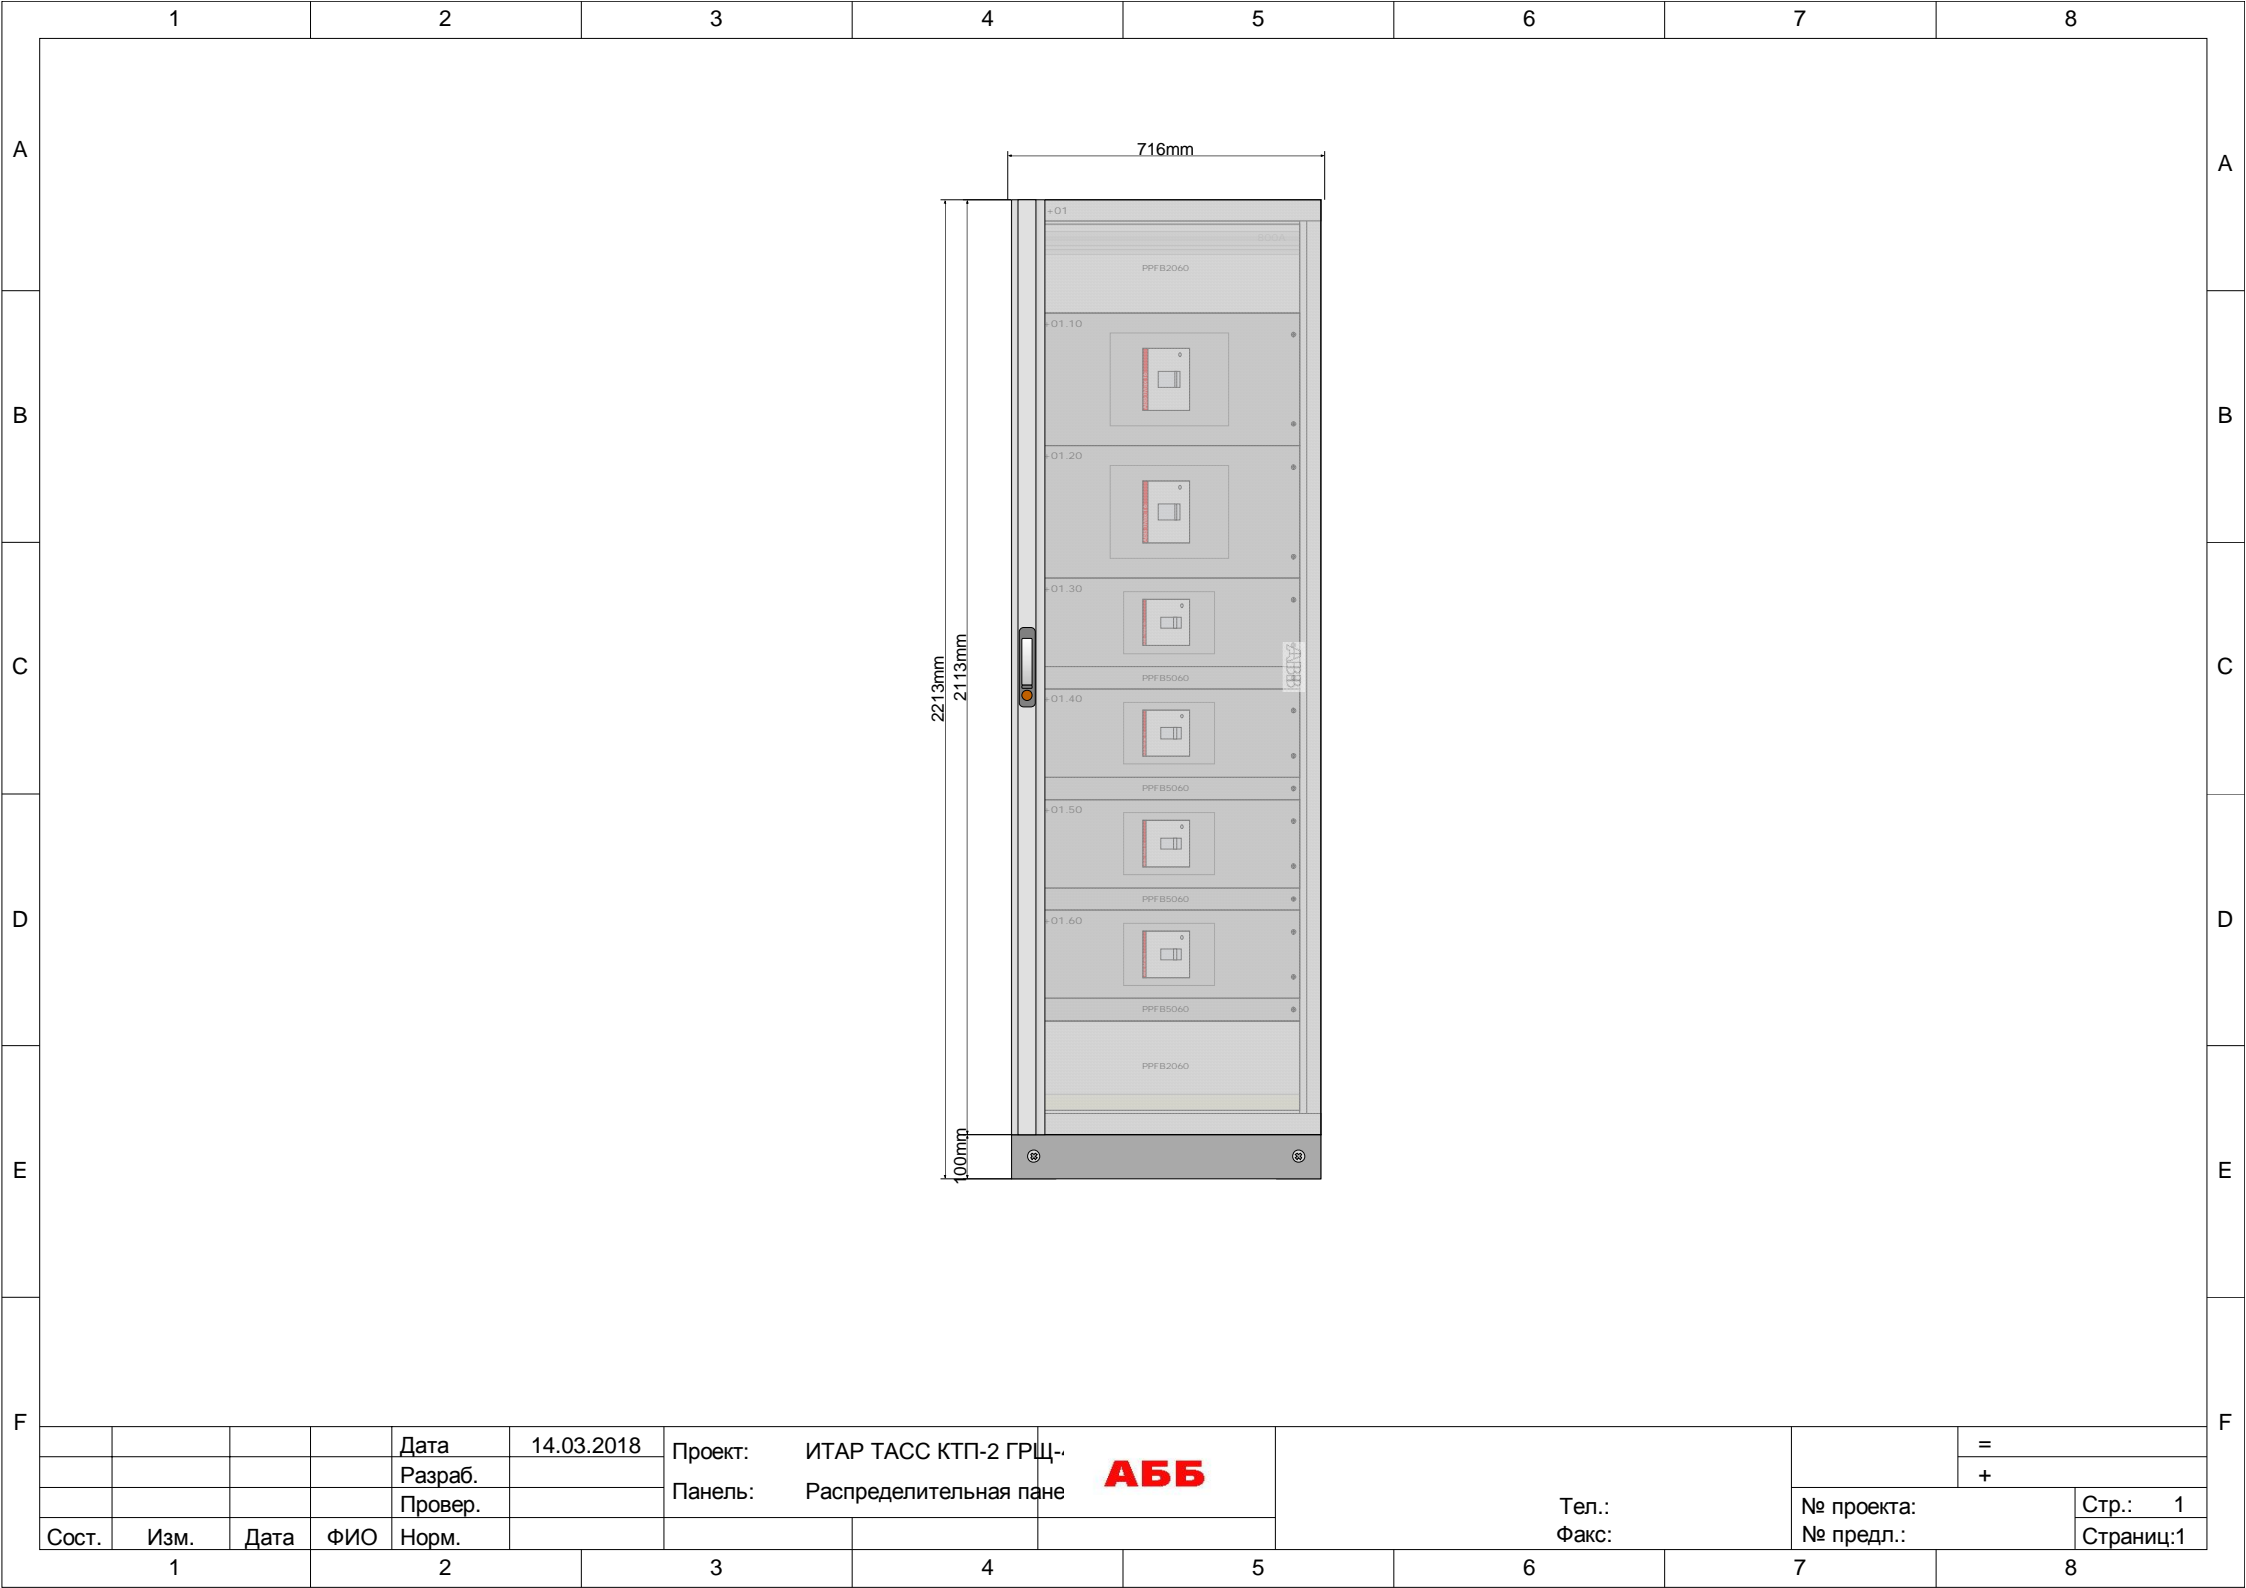 1 2 3 4 5 6 7 8
A A
716mm
+01
PPFB2060
+01.10
B B
+01.20
+01.30
C C
2213mm
2113mm
ABB
PPFB5060
+01.40
PPFB5060
+01.50
PPFB5060
D D
+01.60
PPFB5060
PPFB2060
100mm
E E
F F
Дата 14.03.2018
Проект: ИТАР ТАСС КТП-2 ГРЩ-
АББ
=
Разраб.
+
Панель: Распределительная пане
Провер.
Тел.: № проекта: Стр.: 1
Сост. Изм. Дата ФИО Норм.
Факс: № предл.: Страниц:1
1 2 3 4 5 6 7 8